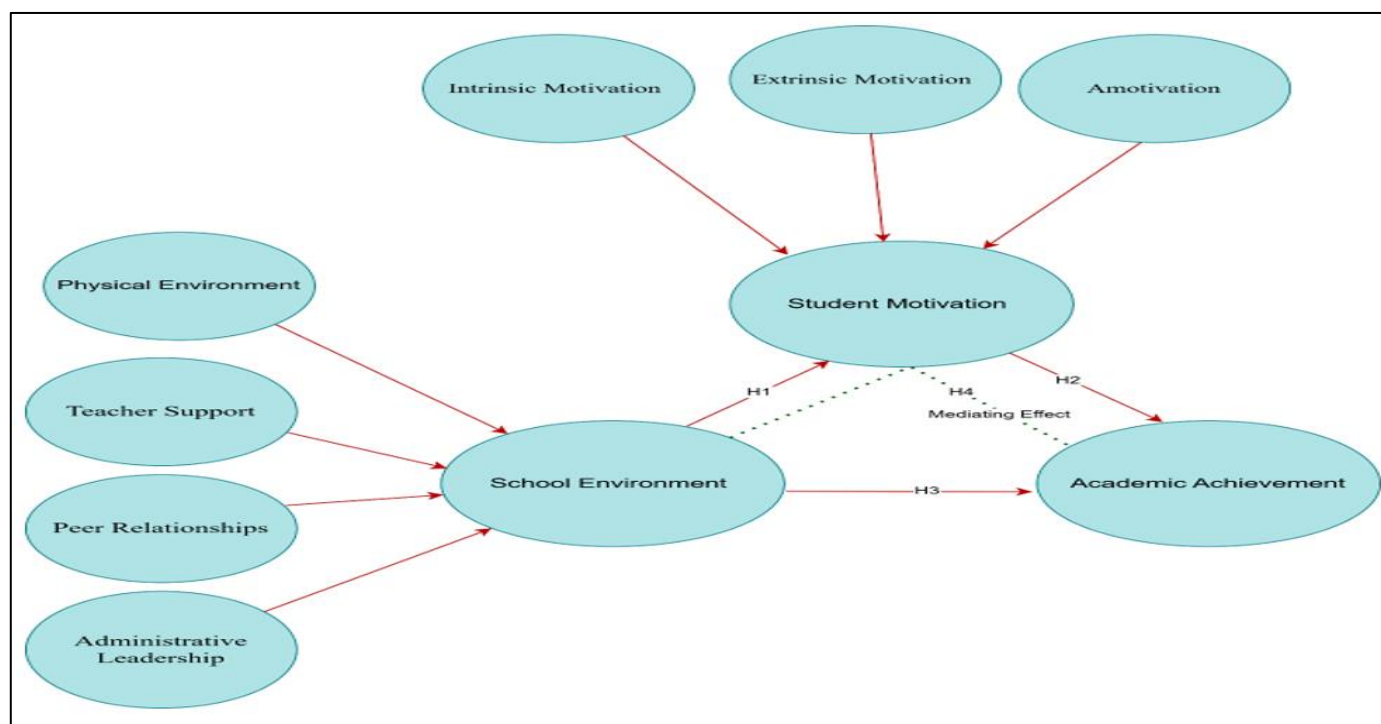 Intrinsic Motivation
Extrinsic Motivation
Amotivation
Physical Environment
Student Motivation
Teacher Support
H1
H4
H2
Mediating Effect
School Environment
H3
Academic Achievement
Peer Relationships
Administrative
Leadership